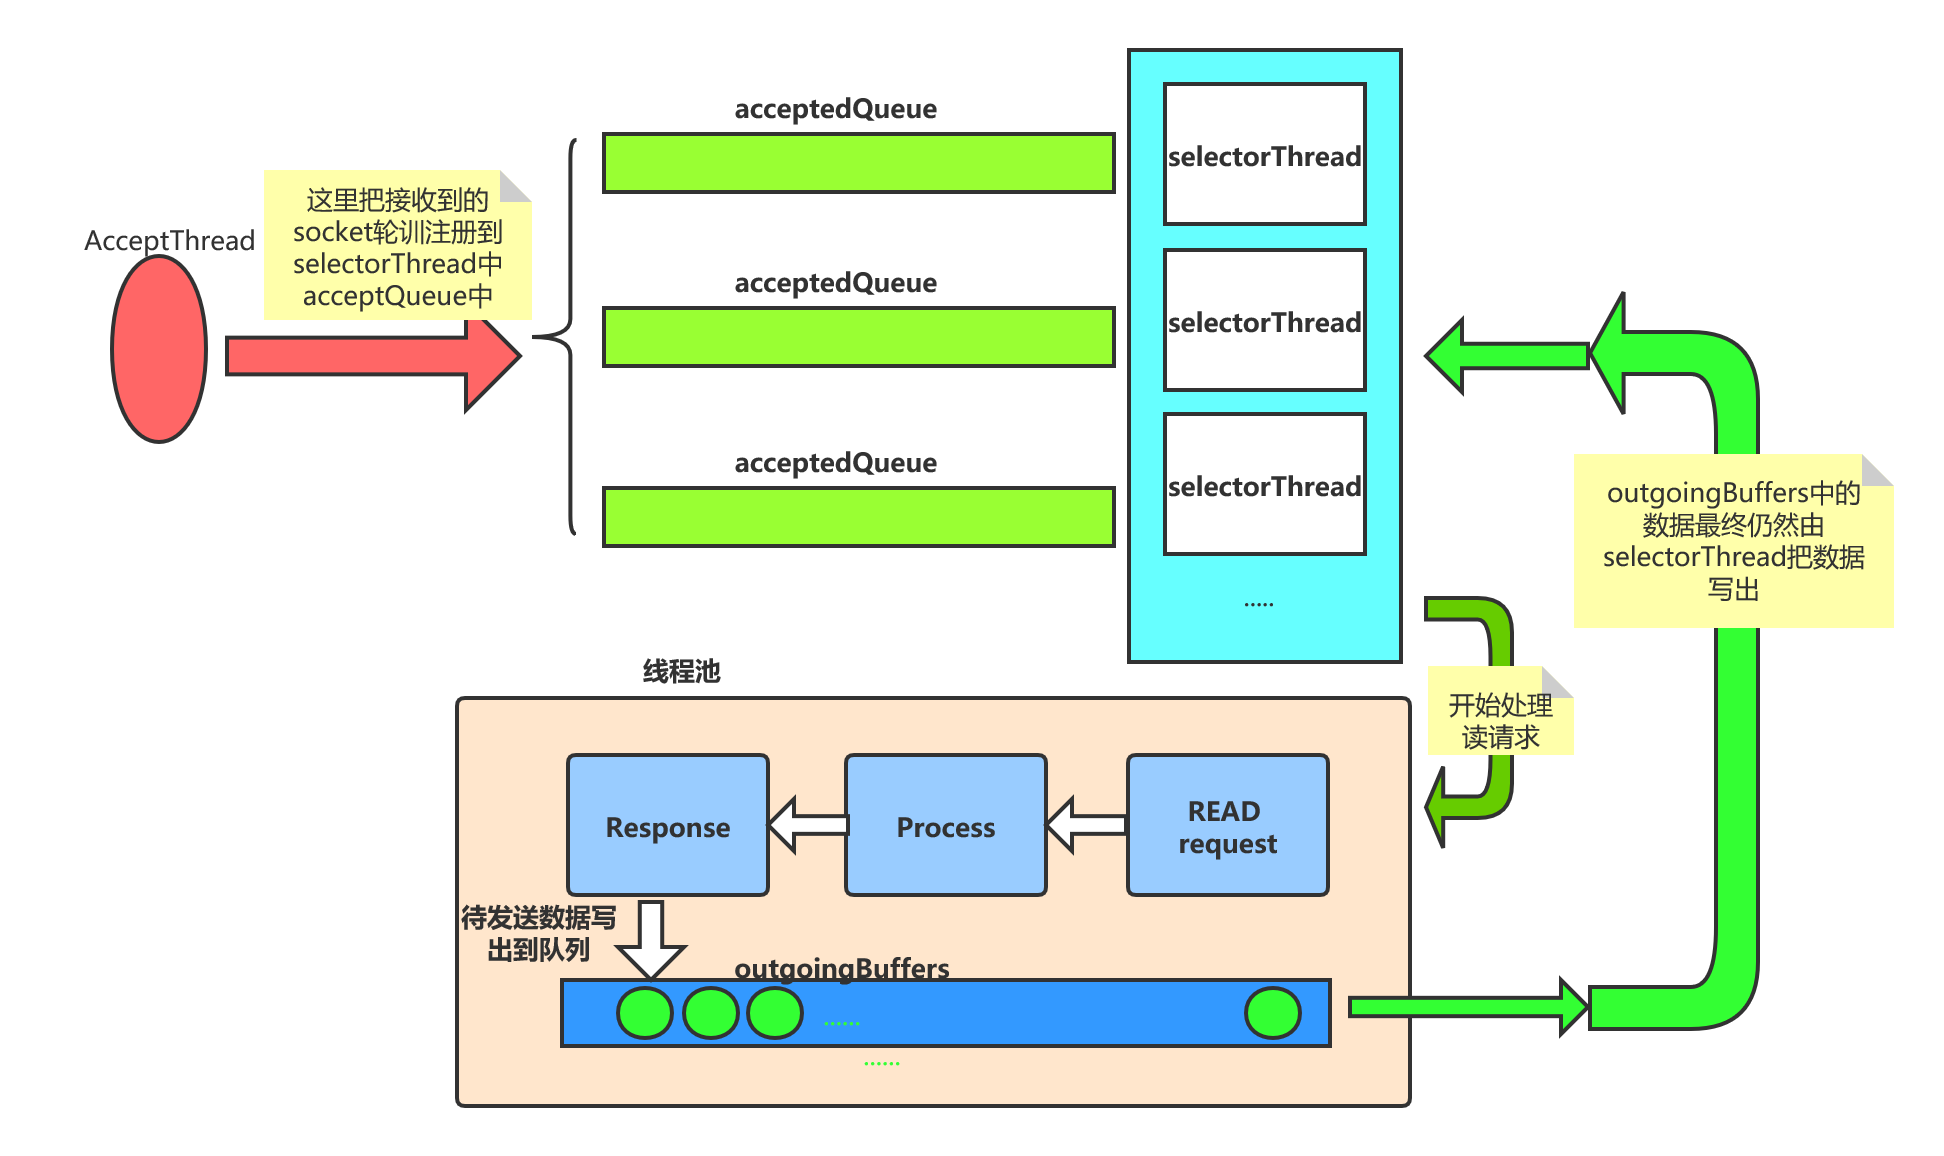 acceptedQueue
selectorThread
这里把接收到的
socket轮训注册到
selectorThread中
acceptQueue中
AcceptThread
acceptedQueue
selectorThread
acceptedQueue
selectorThread
.....
outgoingBuffers中的
数据最终仍然由
selectorThread把数据
写出
线程池
开始处理
读请求
Response
Process
READ
request
待发送数据写
出到队列
outgoingBuffers
......
......